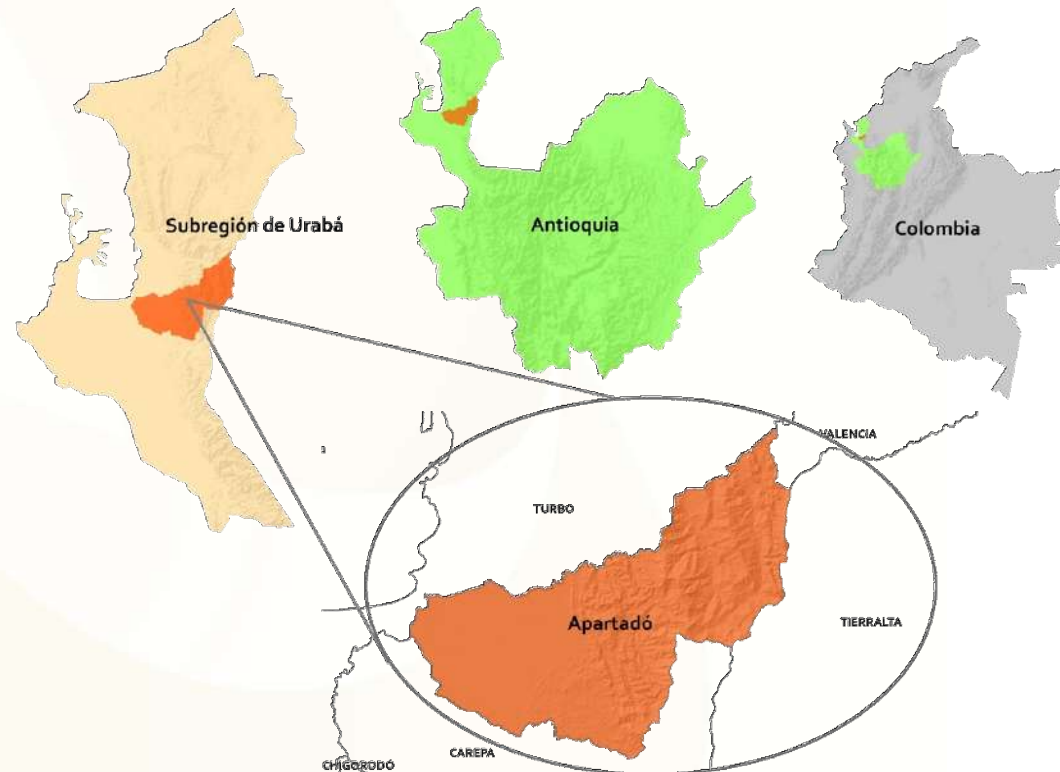 Subregión de Urabá
Antioquia
Colombia
VALENCIA
TURBO
Apartadó
TIERRALTA
CAREPA
CHIGORODÓ